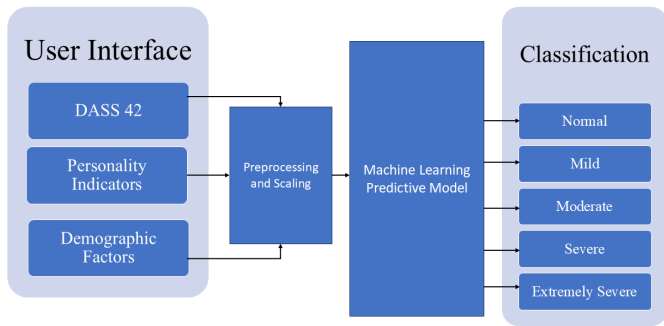 User Interface
DASS 42
Personality
Indicators
Demographic
Factors
Preprocessing
and Scaling
Machine Learning
Predictive Model
Classification
Normal
Mild
Moderate
Severe
Extremely Severe